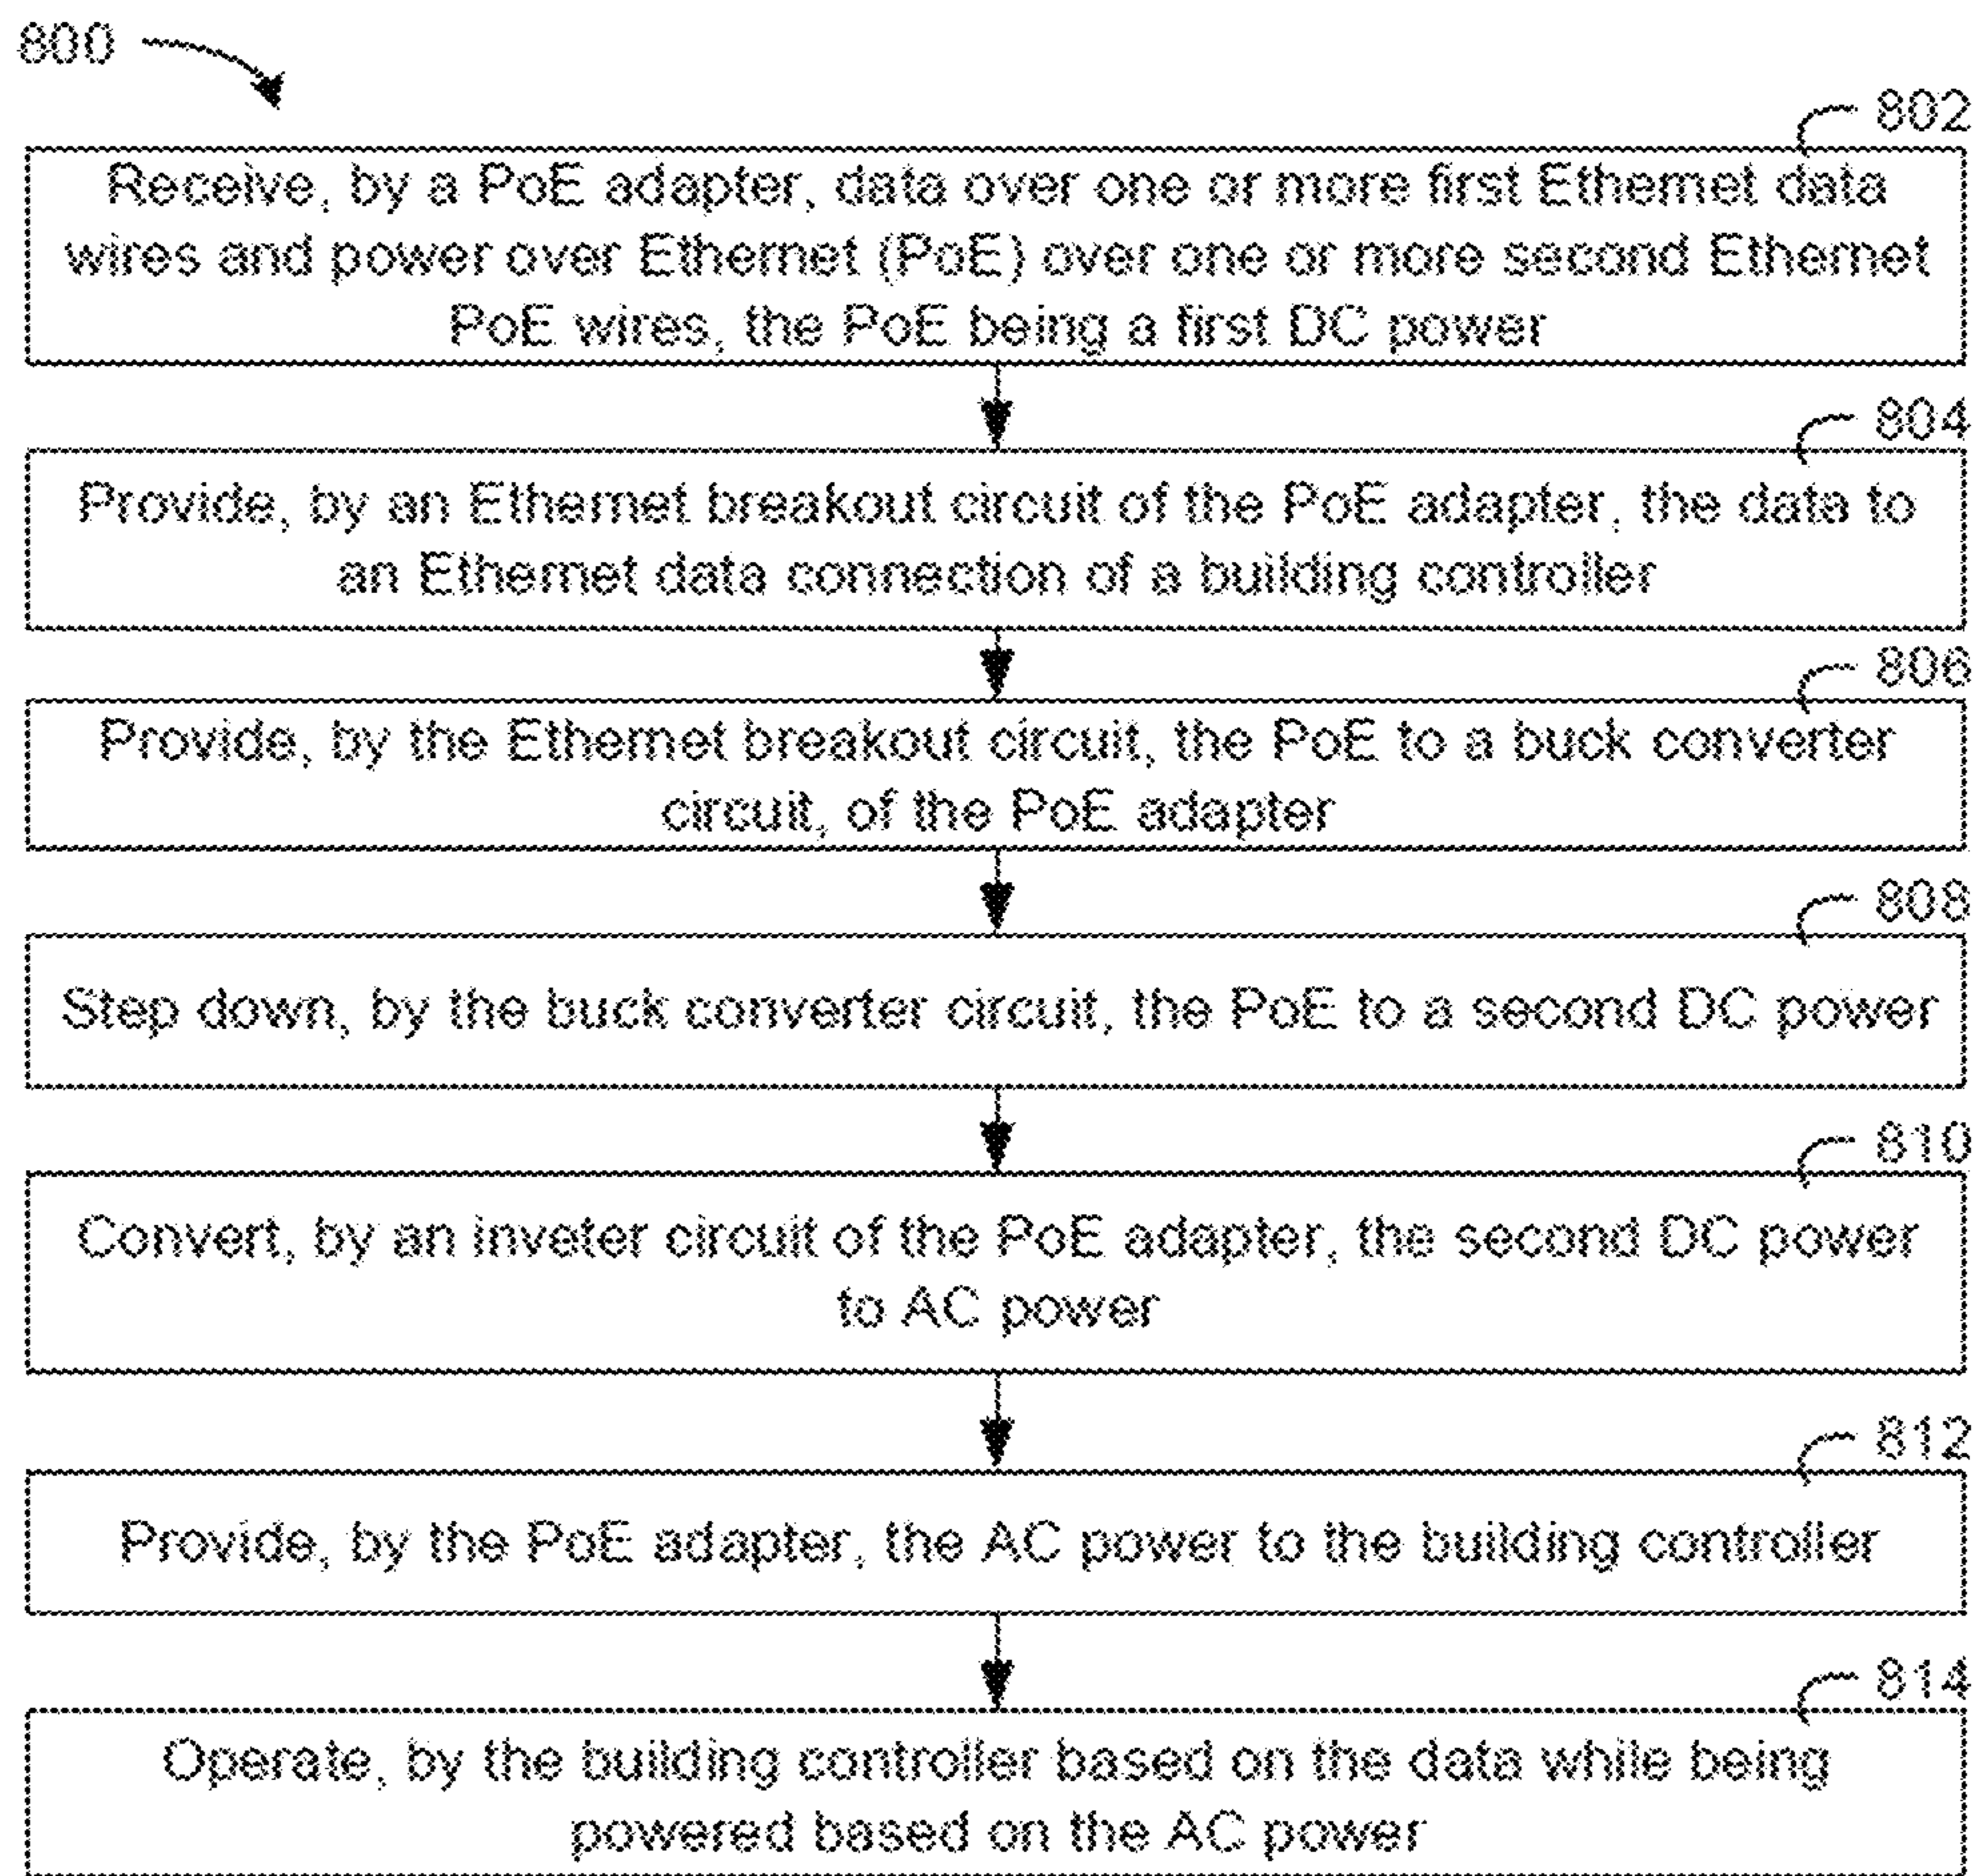 800
802
Receive, by a PoE adapter, data over one or more first Ethernet data
wires and power over Ethernet (PoE) over one or more second Ethernet
PoE wires, the PoE being a first DC power
804
Provide, by an Ethernet breakout circuit of the PoE adapter, the data to
an Ethernet data connection of a building controller
806
Provide, by the Ethernet breakout circuit, the PoE to a buck converter
circuit, of the PoE adapter
808
Step down, by the buck converter circuit, the PoE to a second DC power
810
Convert, by an inveter circuit of the PoE adapter, the second DC power
to AC power
812
Provide, by the PoE adapter, the AC power to the building controller
814
Operate, by the building controller based on the data while being
powered based on the AC power